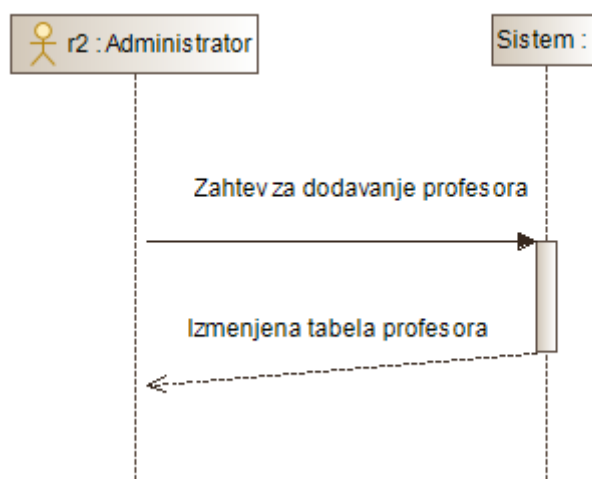 r2 : Administrator
Sistem :
Zahtev za dodavanje profesora
Izmenjena tabela profesora